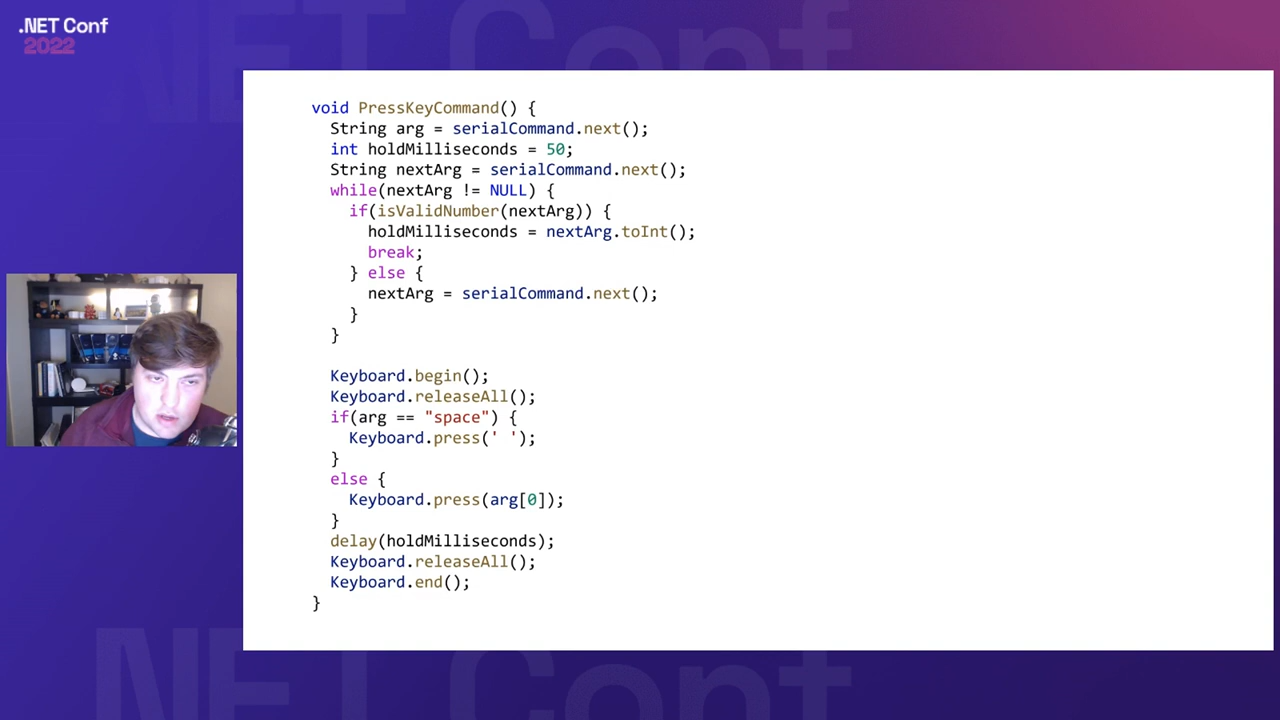 .NET Conf
2022
void PressKeyCommand() {
  String arg = serialCommand.next();
  int holdMilliseconds = 50;
  String nextArg = serialCommand.next();
  while(nextArg != NULL) {
    if(isValidNumber(nextArg)) {
      holdMilliseconds = nextArg.toInt();
      break;
    } else {
      nextArg = serialCommand.next();
    }
  }

  Keyboard.begin();
  Keyboard.releaseAll();
  if(arg == "space") {
    Keyboard.press(' ');
  }
  else {
    Keyboard.press(arg[0]);
  }
  delay(holdMilliseconds);
  Keyboard.releaseAll();
  Keyboard.end();
}
.NET Conf